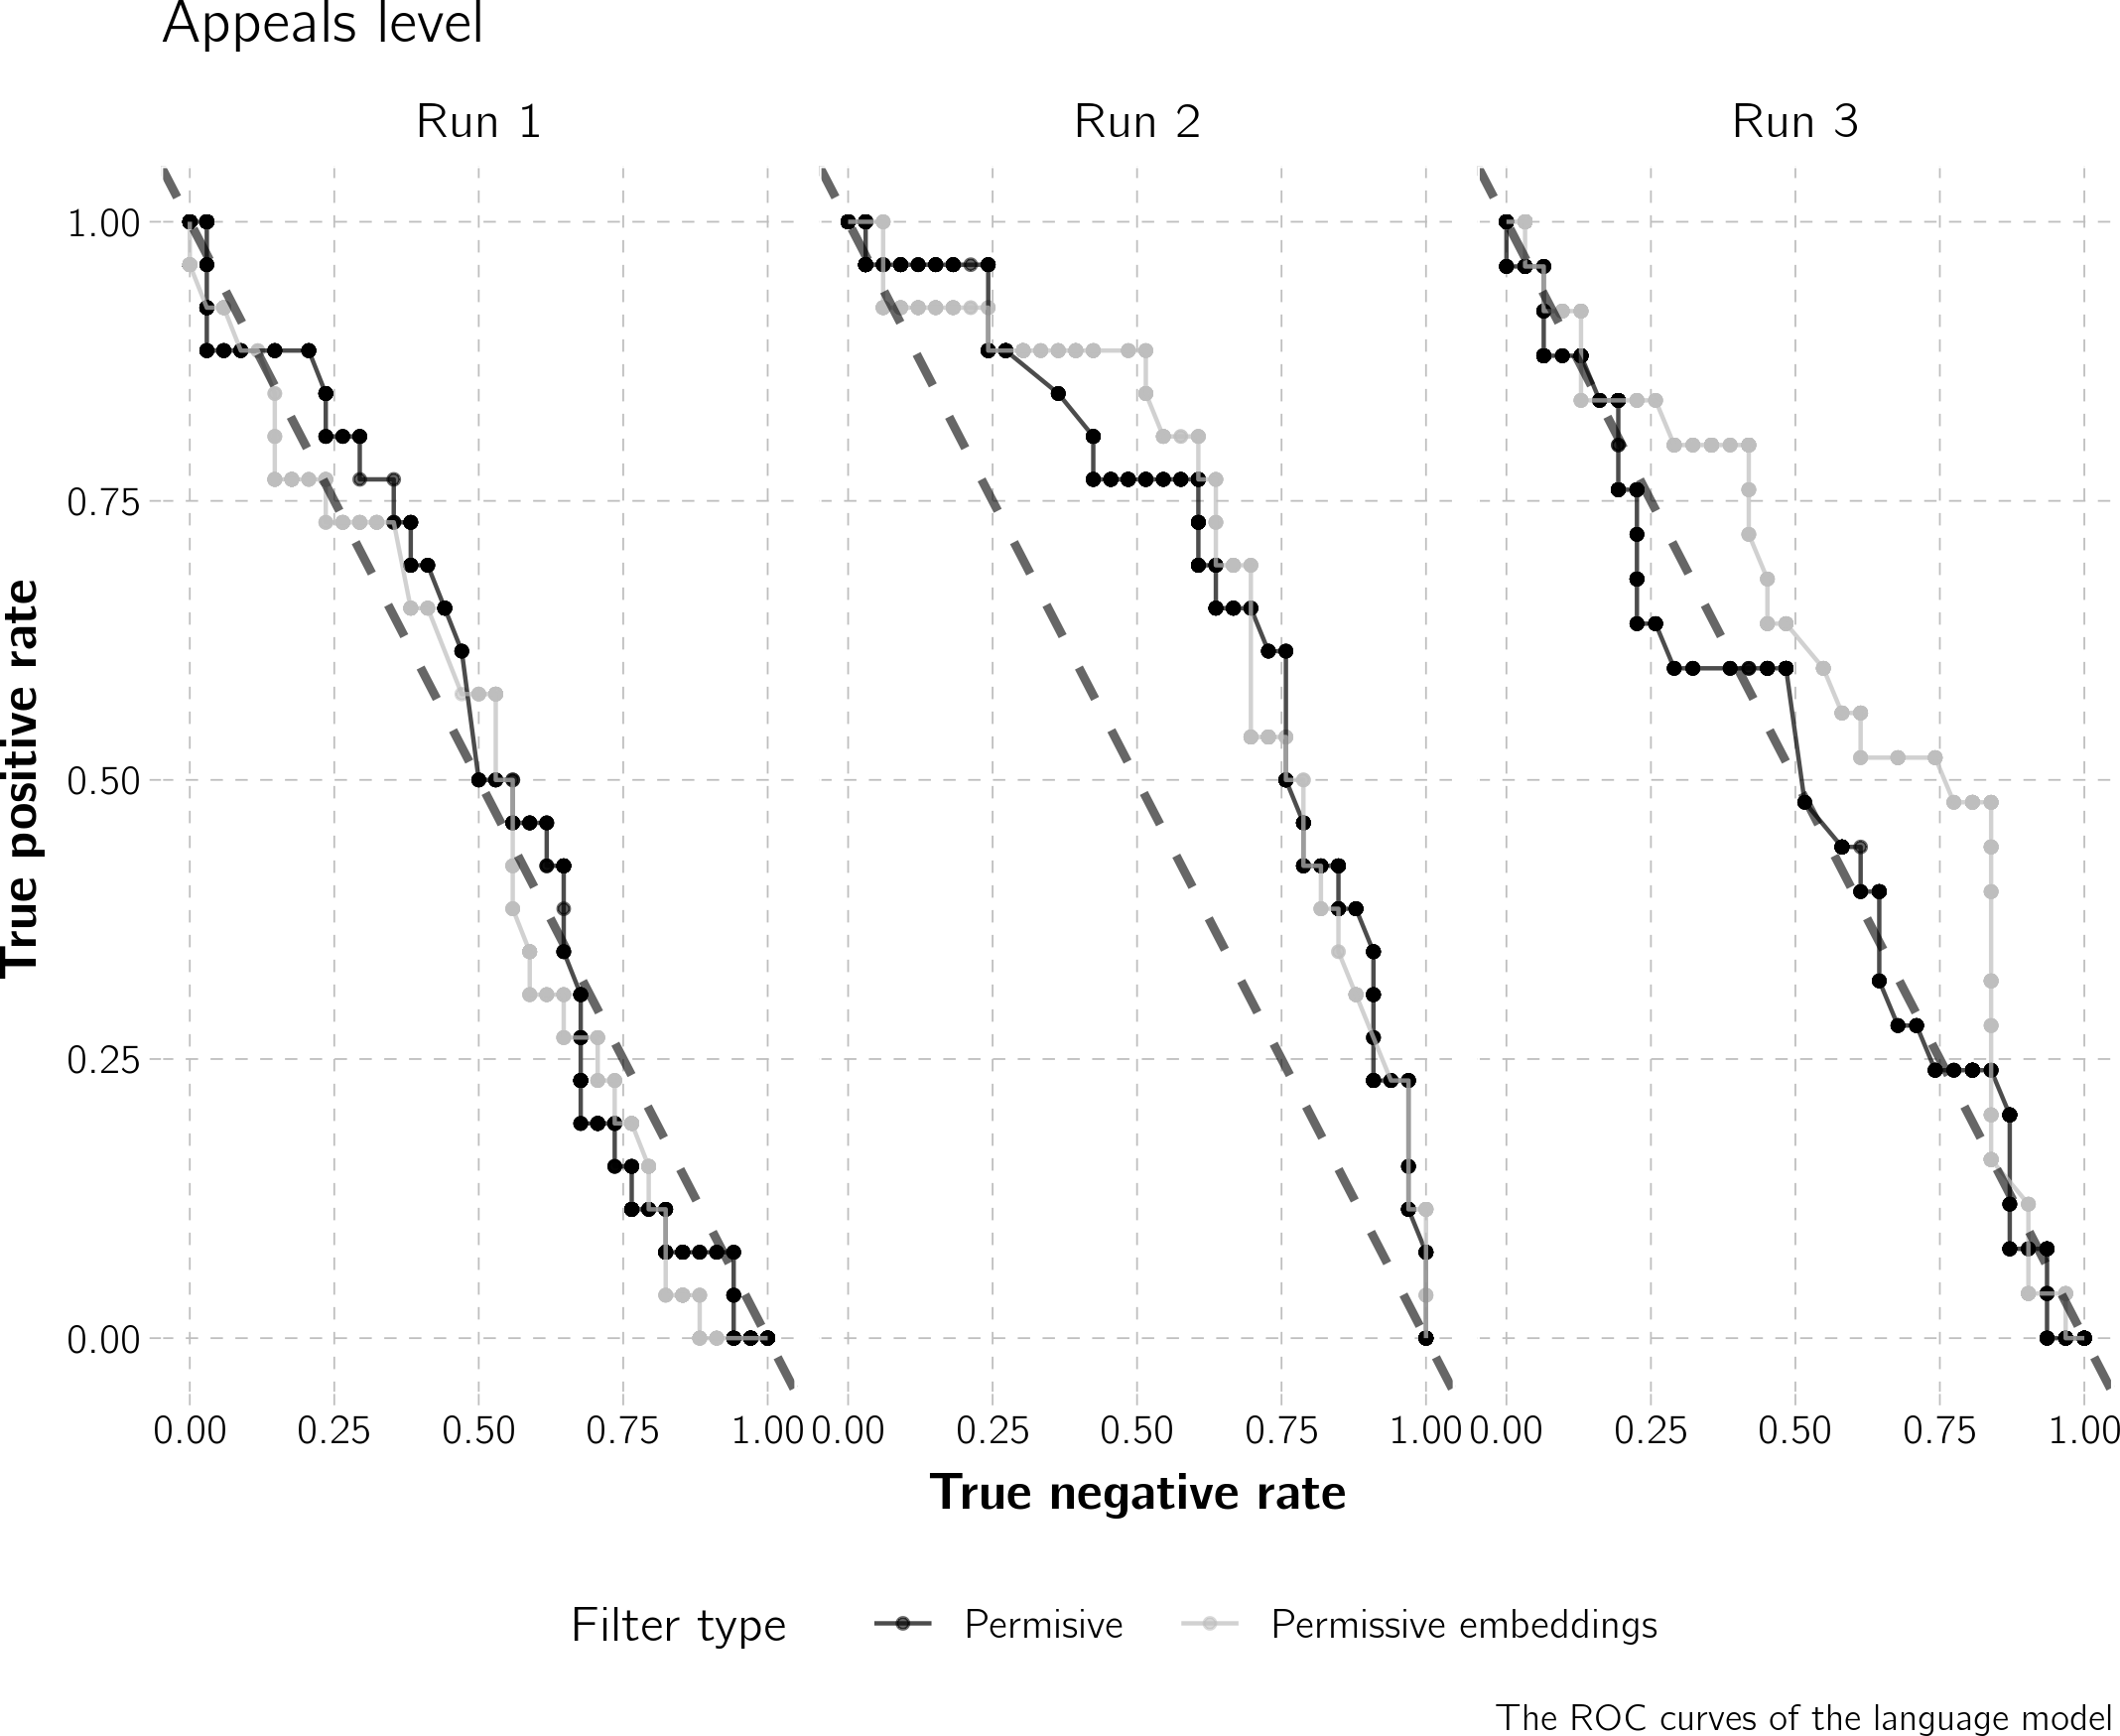 Appeals level
Run 1 Run 2 Run 3
True positive rate
1.00
0.75
0.50
0.25
0.00
0.00 0.25 0.50 0.75 1.00 0.00 0.25 0.50 0.75 1.00 0.00 0.25 0.50 0.75 1.00
True negative rate
Filter type Permisive Permissive embeddings
The ROC curves of the language model